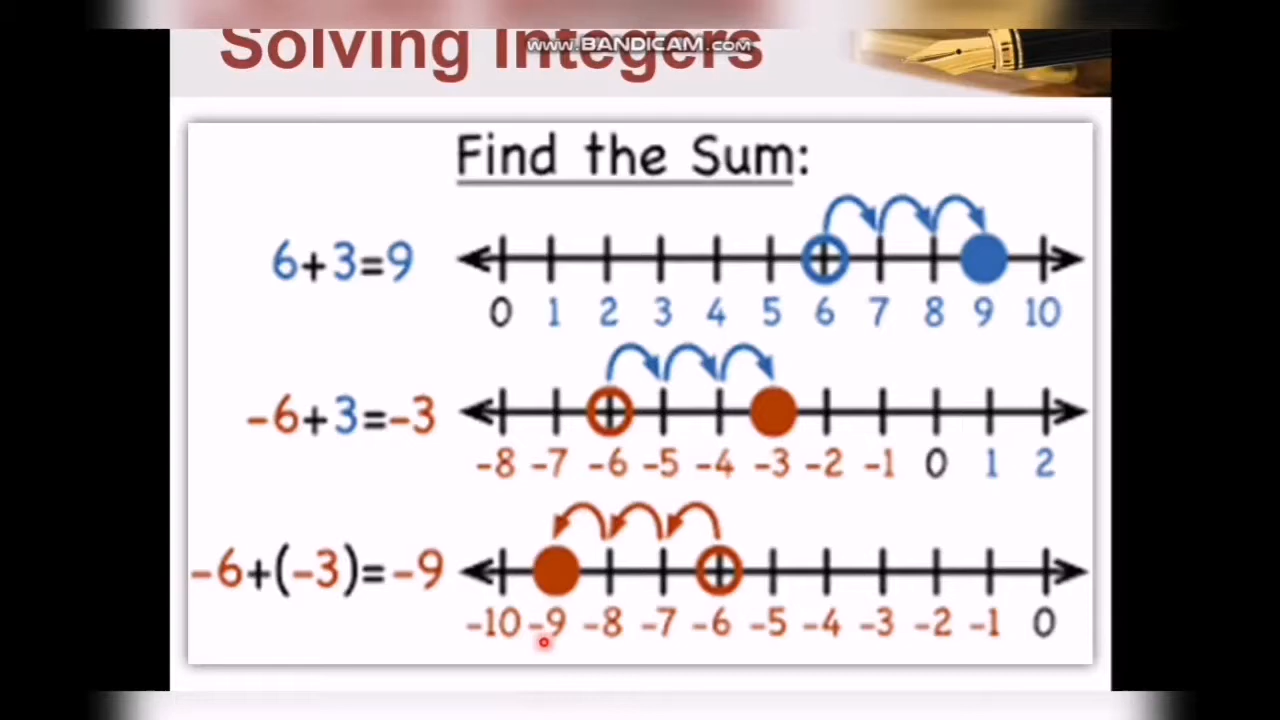 Solving Integers
www.BANDICAM.com
Find the Sum:
6+3=9
0 1 2 3 4 5 6 7 8 9 10
-6+3=-3
-8 -7 -6 -5 -4 -3 -2 -1 0 1 2
-6+(-3)=-9
-10 -9 -8 -7 -6 -5 -4 -3 -2 -1 0